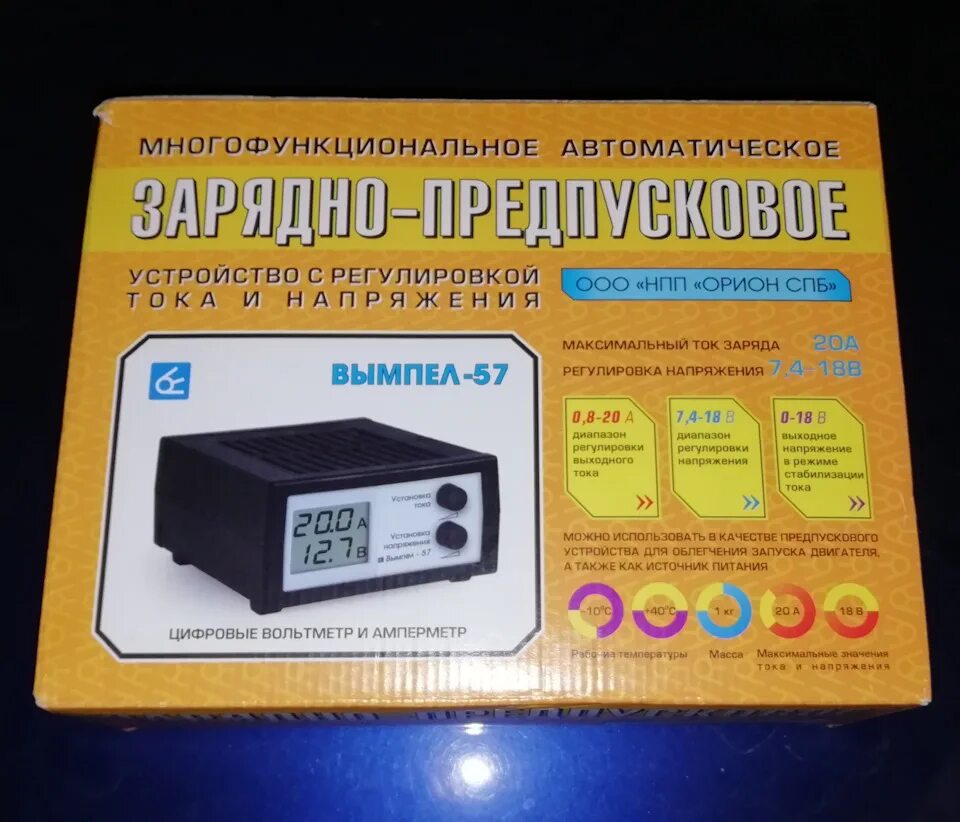 МНОГОФУНКЦИОНАЛЬНОЕ АВТОМАТИЧЕСКОЕ
ЗАРЯДНО-ПРЕДПУСКОВОЕ
УСТРОЙСТВО С РЕГУЛИРОВКОЙ
ТОКА И НАПРЯЖЕНИЯ
ООО «НПП «ОРИОН СПБ»
МАКСИМАЛЬНЫЙ ТОК ЗАРЯДА 20А
РЕГУЛИРОВКА НАПРЯЖЕНИЯ 7,4-18В
ВЫМПЕЛ-57
20.0 А
12.7 В
Установка
тока
Установка
напряжения
Вымпел - 57
ЦИФРОВЫЕ ВОЛЬТМЕТР И АМПЕРМЕТР
0,8-20 А
диапазон
регулировки
выходного
тока
7,4-18 В
диапазон
регулировки
напряжения
0-18 В
выходное
напряжение
в режиме
стабилизации
тока
МОЖНО ИСПОЛЬЗОВАТЬ В КАЧЕСТВЕ ПРЕДПУСКОВОГО
УСТРОЙСТВА ДЛЯ ОБЛЕГЧЕНИЯ ЗАПУСКА ДВИГАТЕЛЯ,
А ТАКЖЕ КАК ИСТОЧНИК ПИТАНИЯ
-10°С +40°С 1 кг 20 А 18 В
Рабочие температуры Масса Максимальные значения
тока и напряжения